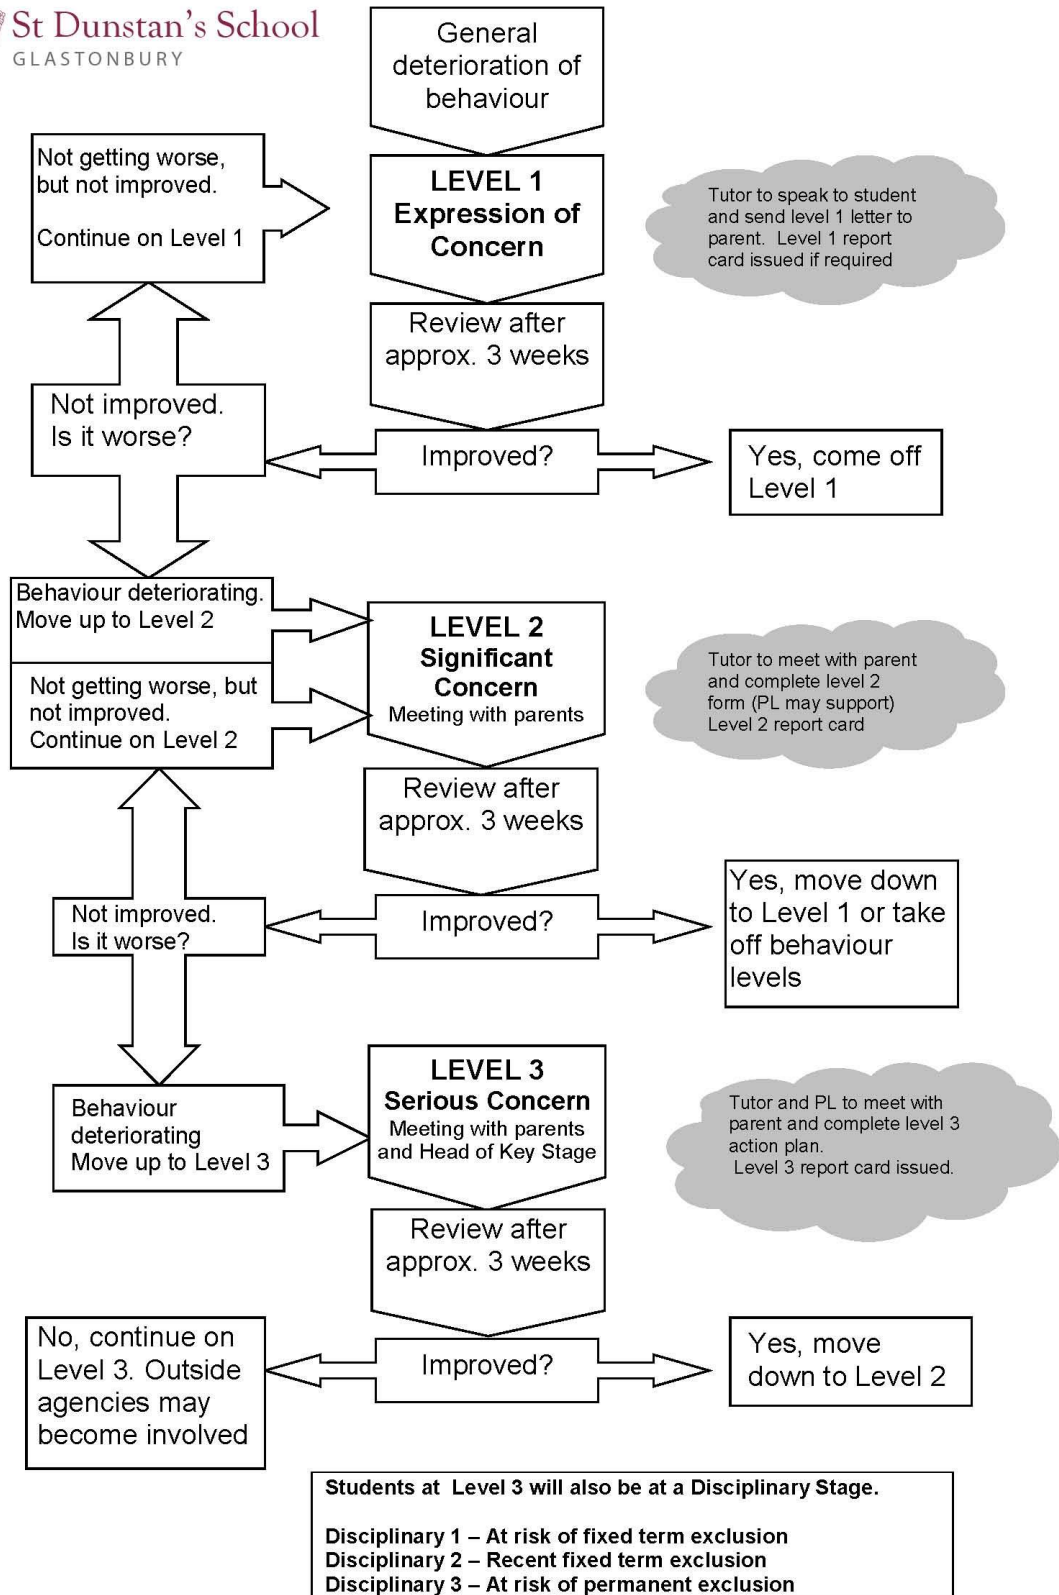 St Dunstan's School
GLASTONBURY
General
deterioration of
behaviour
Not getting worse,
but not improved.
Continue on Level 1
LEVEL 1
Expression of
Concern
Tutor to speak to student
and send level 1 letter to
parent. Level 1 report
card issued if required
Review after
approx. 3 weeks
Not improved.
Is it worse?
Improved?
Yes, come off
Level 1
Behaviour deteriorating.
Move up to Level 2
Not getting worse, but
not improved.
Continue on Level 2
LEVEL 2
Significant
Concern
Meeting with parents
Tutor to meet with parent
and complete level 2
form (PL may support)
Level 2 report card
Review after
approx. 3 weeks
Not improved.
Is it worse?
Improved?
Yes, move down
to Level 1 or take
off behaviour
levels
Behaviour
deteriorating
Move up to Level 3
LEVEL 3
Serious Concern
Meeting with parents
and Head of Key Stage
Tutor and PL to meet with
parent and complete level 3
action plan.
Level 3 report card issued.
Review after
approx. 3 weeks
No, continue on
Level 3. Outside
agencies may
become involved
Improved?
Yes, move
down to Level 2
Students at Level 3 will also be at a Disciplinary Stage.
Disciplinary 1 – At risk of fixed term exclusion
Disciplinary 2 – Recent fixed term exclusion
Disciplinary 3 – At risk of permanent exclusion